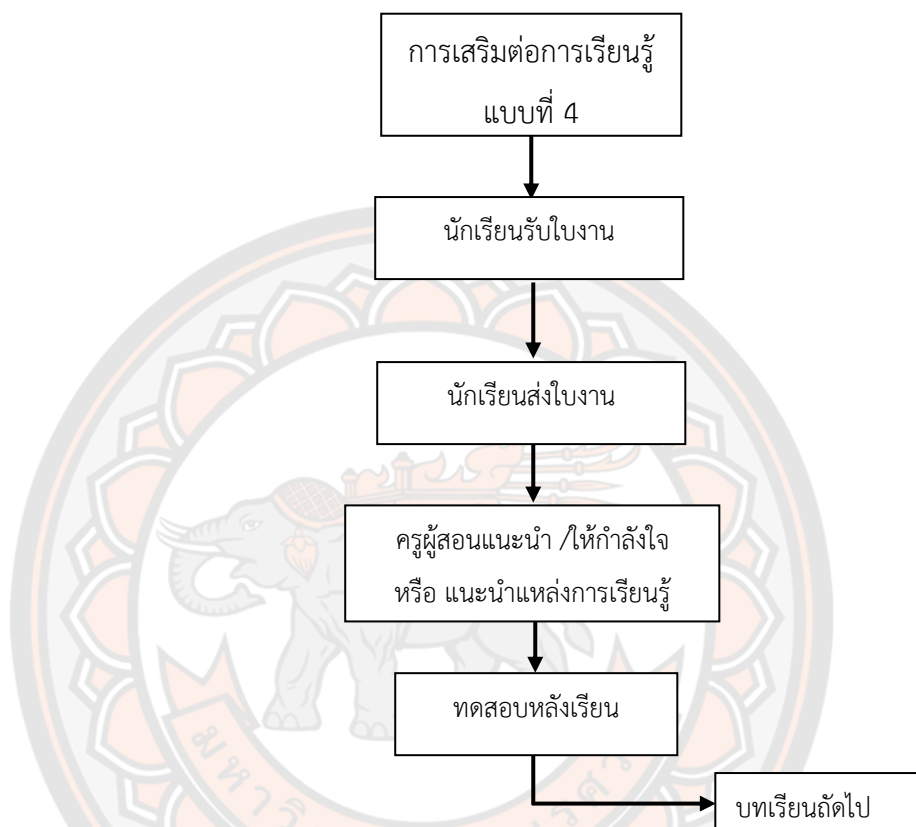 การเสริมต่อการเรียนรู้
แบบที่ 4
นักเรียนรับใบงาน
นักเรียนส่งใบงาน
ครูผู้สอนแนะนำ /ให้กำลังใจ
หรือ แนะนำแหล่งการเรียนรู้
ทดสอบหลังเรียน
บทเรียนถัดไป